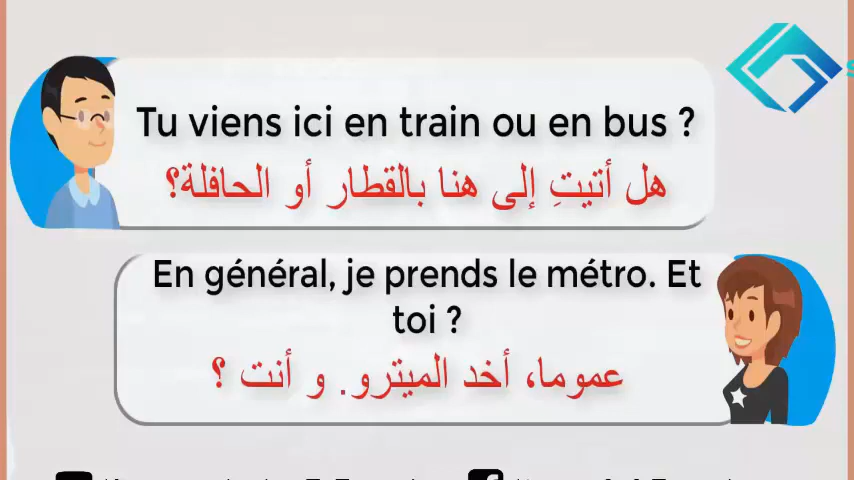 Tu viens ici en train ou en bus ?
هل أتيتِ إلى هنا بالقطار أو الحافلة؟
En général, je prends le métro. Et
toi ?
عموما، أخد الميترو. و أنت ؟